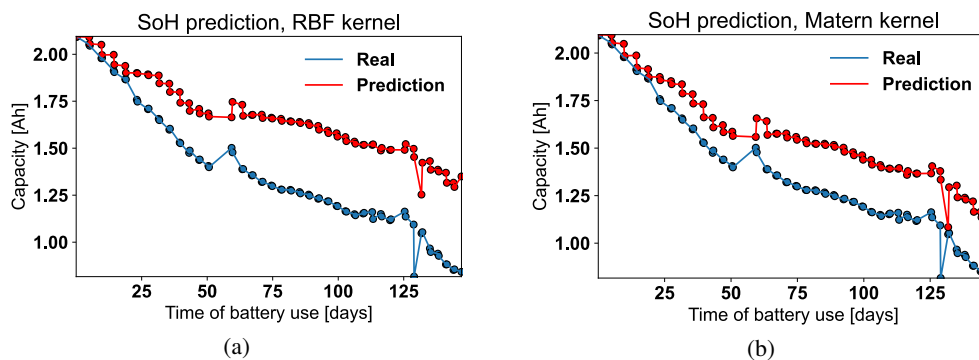 SoH prediction, RBF kernel
Real
Prediction
2.00
1.75
1.50
1.25
1.00
Capacity [Ah]
25
50
75
100
125
Time of battery use [days]
(a)
SoH prediction, Matern kernel
Real
Prediction
2.00
1.75
1.50
1.25
1.00
Capacity [Ah]
25
50
75
100
125
Time of battery use [days]
(b)